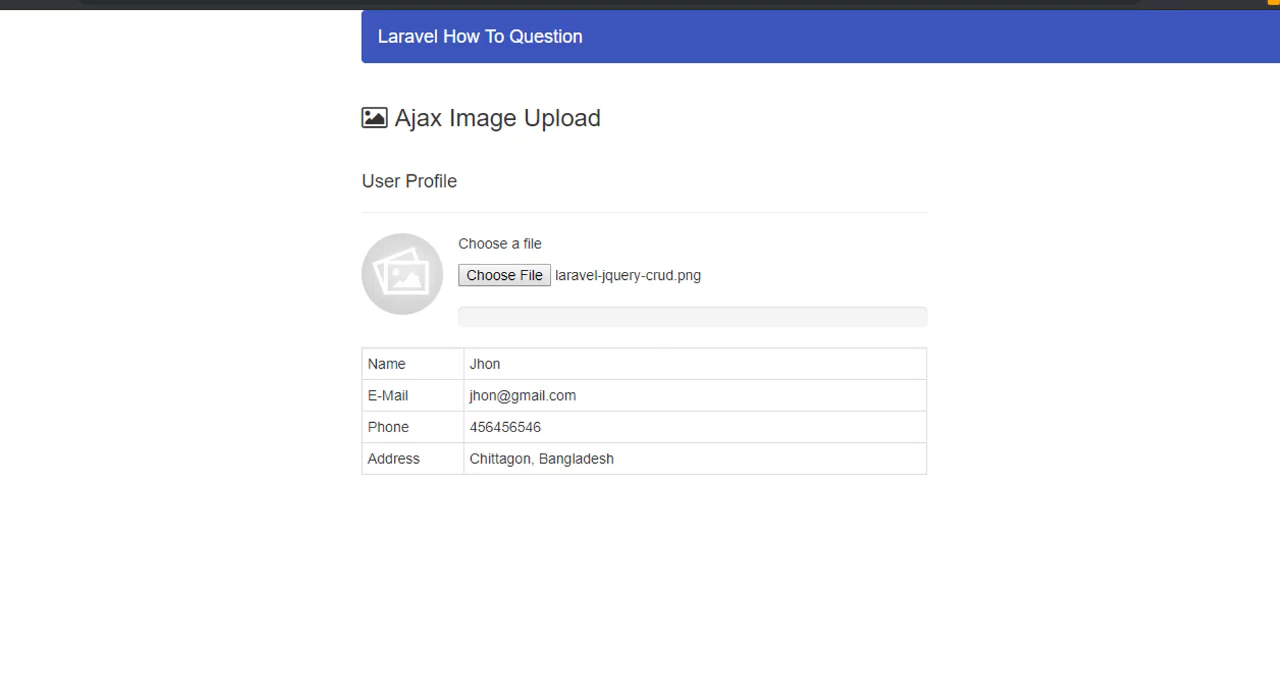 Laravel How To Question
Ajax Image Upload
User Profile
Choose a file
Choose File laravel-jquery-crud.png
Name Jhon
E-Mail jhon@gmail.com
Phone 456456546
Address Chittagon, Bangladesh